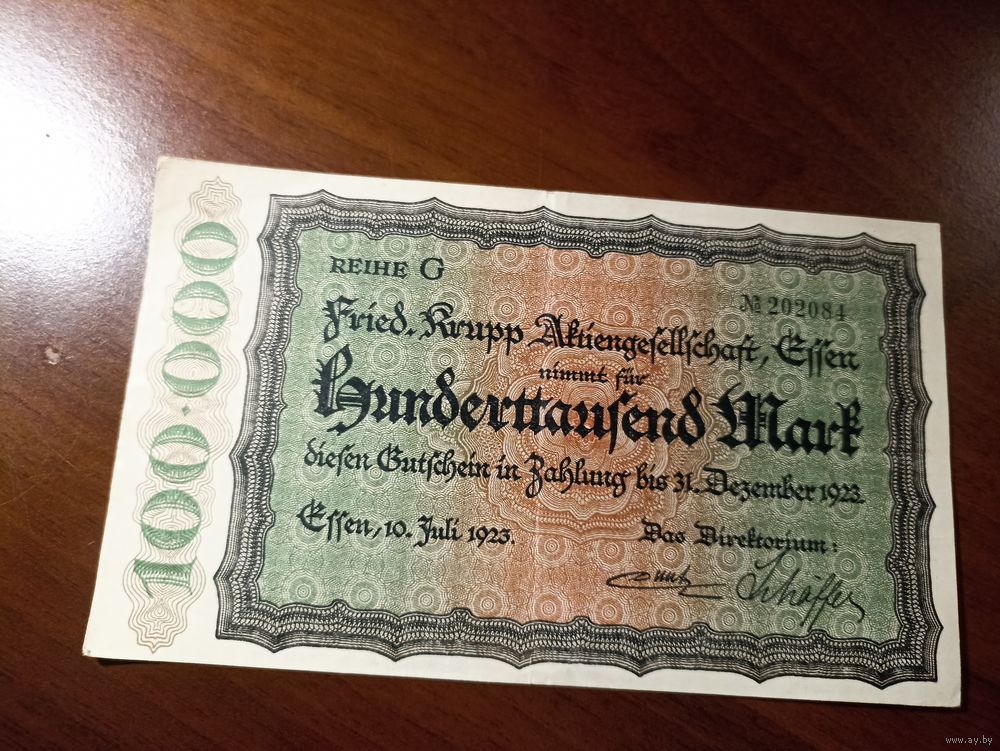 100.000
REIHE G
№ 202084
Fried. Krupp Aktiengesellschaft, Essen
nimmt für
Hunderttausend Mark
diesen Gutschein in Zahlung bis 31. Dezember 1923.
Essen, 10. Juli 1923.
Das Direktorium:
Schäffer
www.ay.by